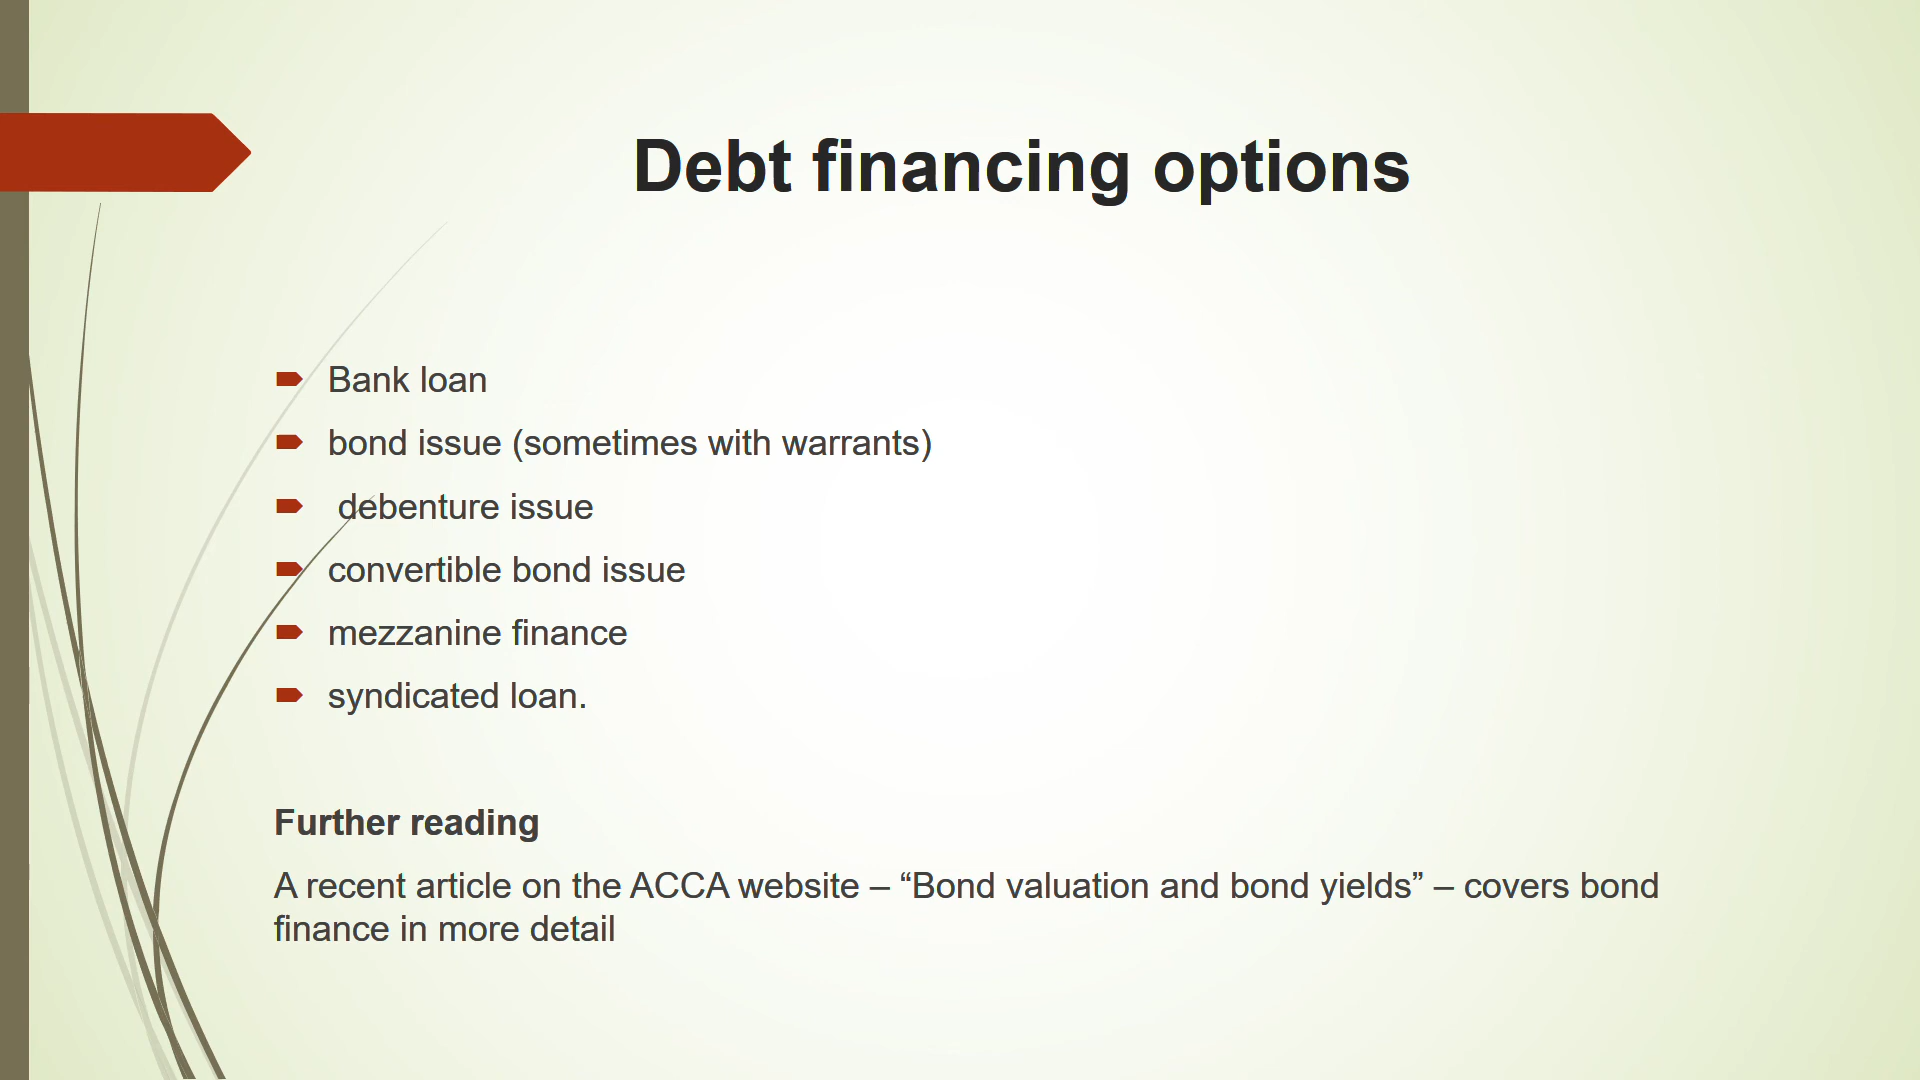 Debt financing options
Bank loan
bond issue (sometimes with warrants)
debenture issue
convertible bond issue
mezzanine finance
syndicated loan.
Further reading
A recent article on the ACCA website – “Bond valuation and bond yields” – covers bond
finance in more detail